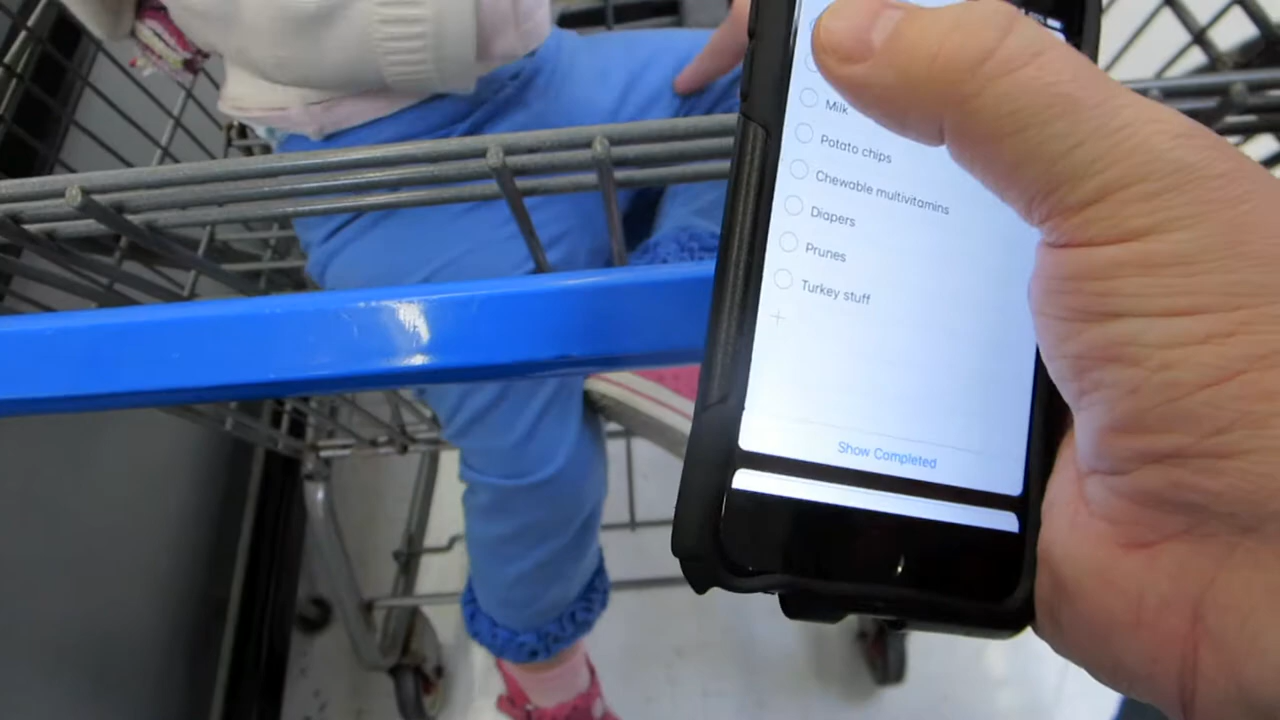 Milk
Potato chips
Chewable multivitamins
Diapers
Prunes
Turkey stuff
Show Completed